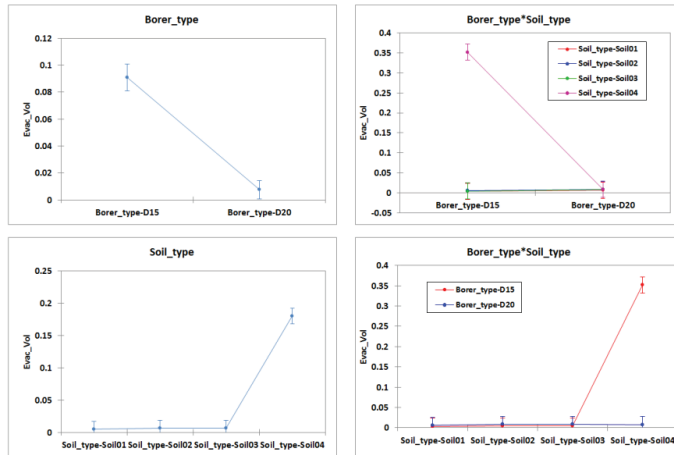 Borer_type
0.12
0.1
0.08
0.06
0.04
0.02
0
Evac_Vol
Borer_type-D15
Borer_type-D20
Borer_type*Soil_type
0.4
0.35
0.3
0.25
0.2
0.15
0.1
0.05
0
-0.05
Evac_Vol
Soil_type-Soil01
Soil_type-Soil02
Soil_type-Soil03
Soil_type-Soil04
Borer_type-D15
Borer_type-D20
Soil_type
0.25
0.2
0.15
0.1
0.05
0
Evac_Vol
Soil_type-Soil01
Soil_type-Soil02
Soil_type-Soil03
Soil_type-Soil04
Borer_type*Soil_type
0.4
0.35
0.3
0.25
0.2
0.15
0.1
0.05
0
Evac_Vol
Borer_type-D15
Borer_type-D20
Soil_type-Soil01
Soil_type-Soil02
Soil_type-Soil03
Soil_type-Soil04